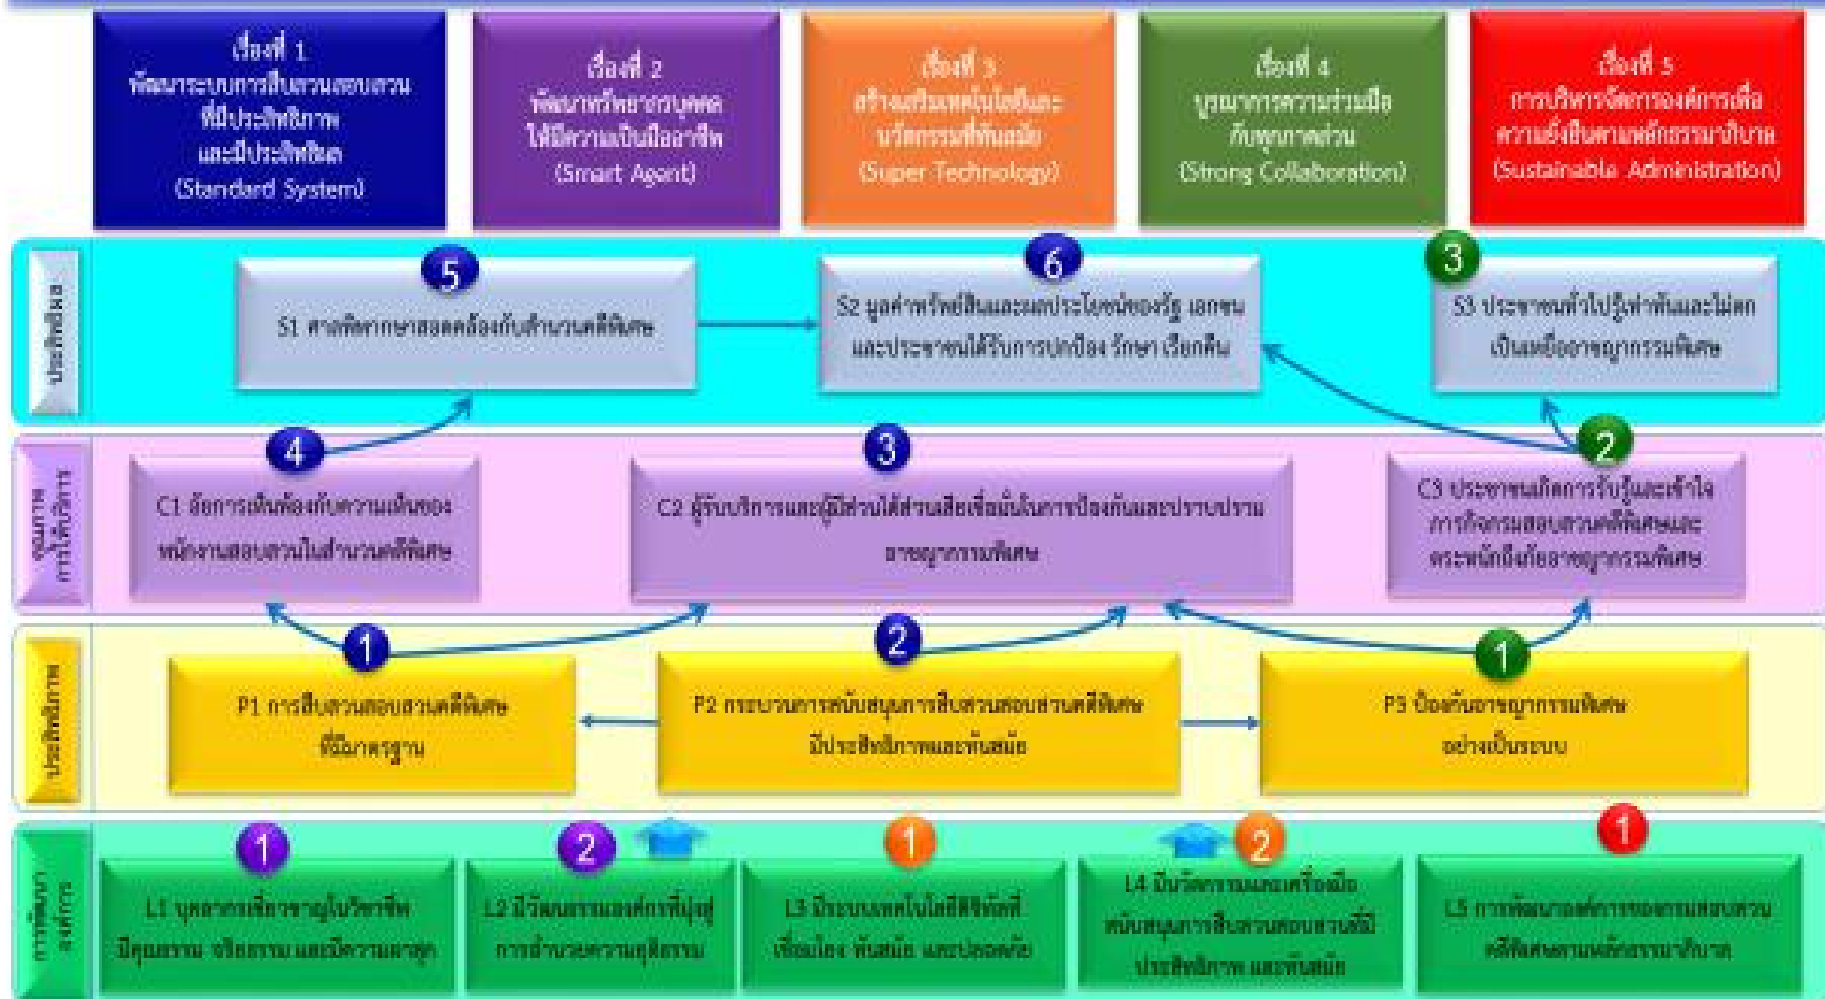 เรื่องที่ 1
พัฒนาระบบการสืบสวนสอบสวน
ที่มีประสิทธิภาพ
และมีประสิทธิผล
(Standard System)
เรื่องที่ 2
พัฒนาทรัพยากรบุคคล
ให้มีความเป็นมืออาชีพ
(Smart Agent)
เรื่องที่ 3
สร้างเสริมเทคโนโลยีและ
นวัตกรรมที่ทันสมัย
(Super Technology)
เรื่องที่ 4
บูรณาการความร่วมมือ
กับทุกภาคส่วน
(Strong Collaboration)
เรื่องที่ 5
การบริหารจัดการองค์การเพื่อ
ความยั่งยืนตามหลักธรรมาภิบาล
(Sustainable Administration)
ประสิทธิผล
5
S1 ศาลพิพากษาสอดคล้องกับสำนวนคดีพิเศษ
6
S2 มูลค่าทรัพย์สินและผลประโยชน์ของรัฐ เอกชน
และประชาชนได้รับการปกป้อง รักษา เรียกคืน
3
S3 ประชาชนทั่วไปรู้เท่าทันและไม่ตก
เป็นเหยื่ออาชญากรรมพิเศษ
คุณภาพ
การให้บริการ
4
C1 อัยการเห็นพ้องกับความเห็นของ
พนักงานสอบสวนในสำนวนคดีพิเศษ
3
C2 ผู้รับบริการและผู้มีส่วนได้ส่วนเสียเชื่อมั่นในการป้องกันและปราบปราม
อาชญากรรมพิเศษ
2
C3 ประชาชนเกิดการรับรู้และเข้าใจ
ภารกิจกรมสอบสวนคดีพิเศษและ
ตระหนักถึงภัยอาชญากรรมพิเศษ
ประสิทธิภาพ
1
P1 การสืบสวนสอบสวนคดีพิเศษ
ที่มีมาตรฐาน
2
P2 กระบวนการสนับสนุนการสืบสวนสอบสวนคดีพิเศษ
มีประสิทธิภาพและทันสมัย
1
P3 ป้องกันอาชญากรรมพิเศษ
อย่างเป็นระบบ
การพัฒนา
องค์การ
1
L1 บุคลากรเชี่ยวชาญในวิชาชีพ
มีคุณธรรม จริยธรรม และมีความผาสุก
2
L2 มีวัฒนธรรมองค์กรที่มุ่งสู่
การอำนวยความยุติธรรม
1
L3 มีระบบเทคโนโลยีดิจิทัลที่
เชื่อมโยง ทันสมัย และปลอดภัย
2
L4 มีนวัตกรรมและเครื่องมือ
สนับสนุนการสืบสวนสอบสวนที่มี
ประสิทธิภาพ และทันสมัย
1
L5 การพัฒนาองค์การของกรมสอบสวน
คดีพิเศษตามหลักธรรมาภิบาล